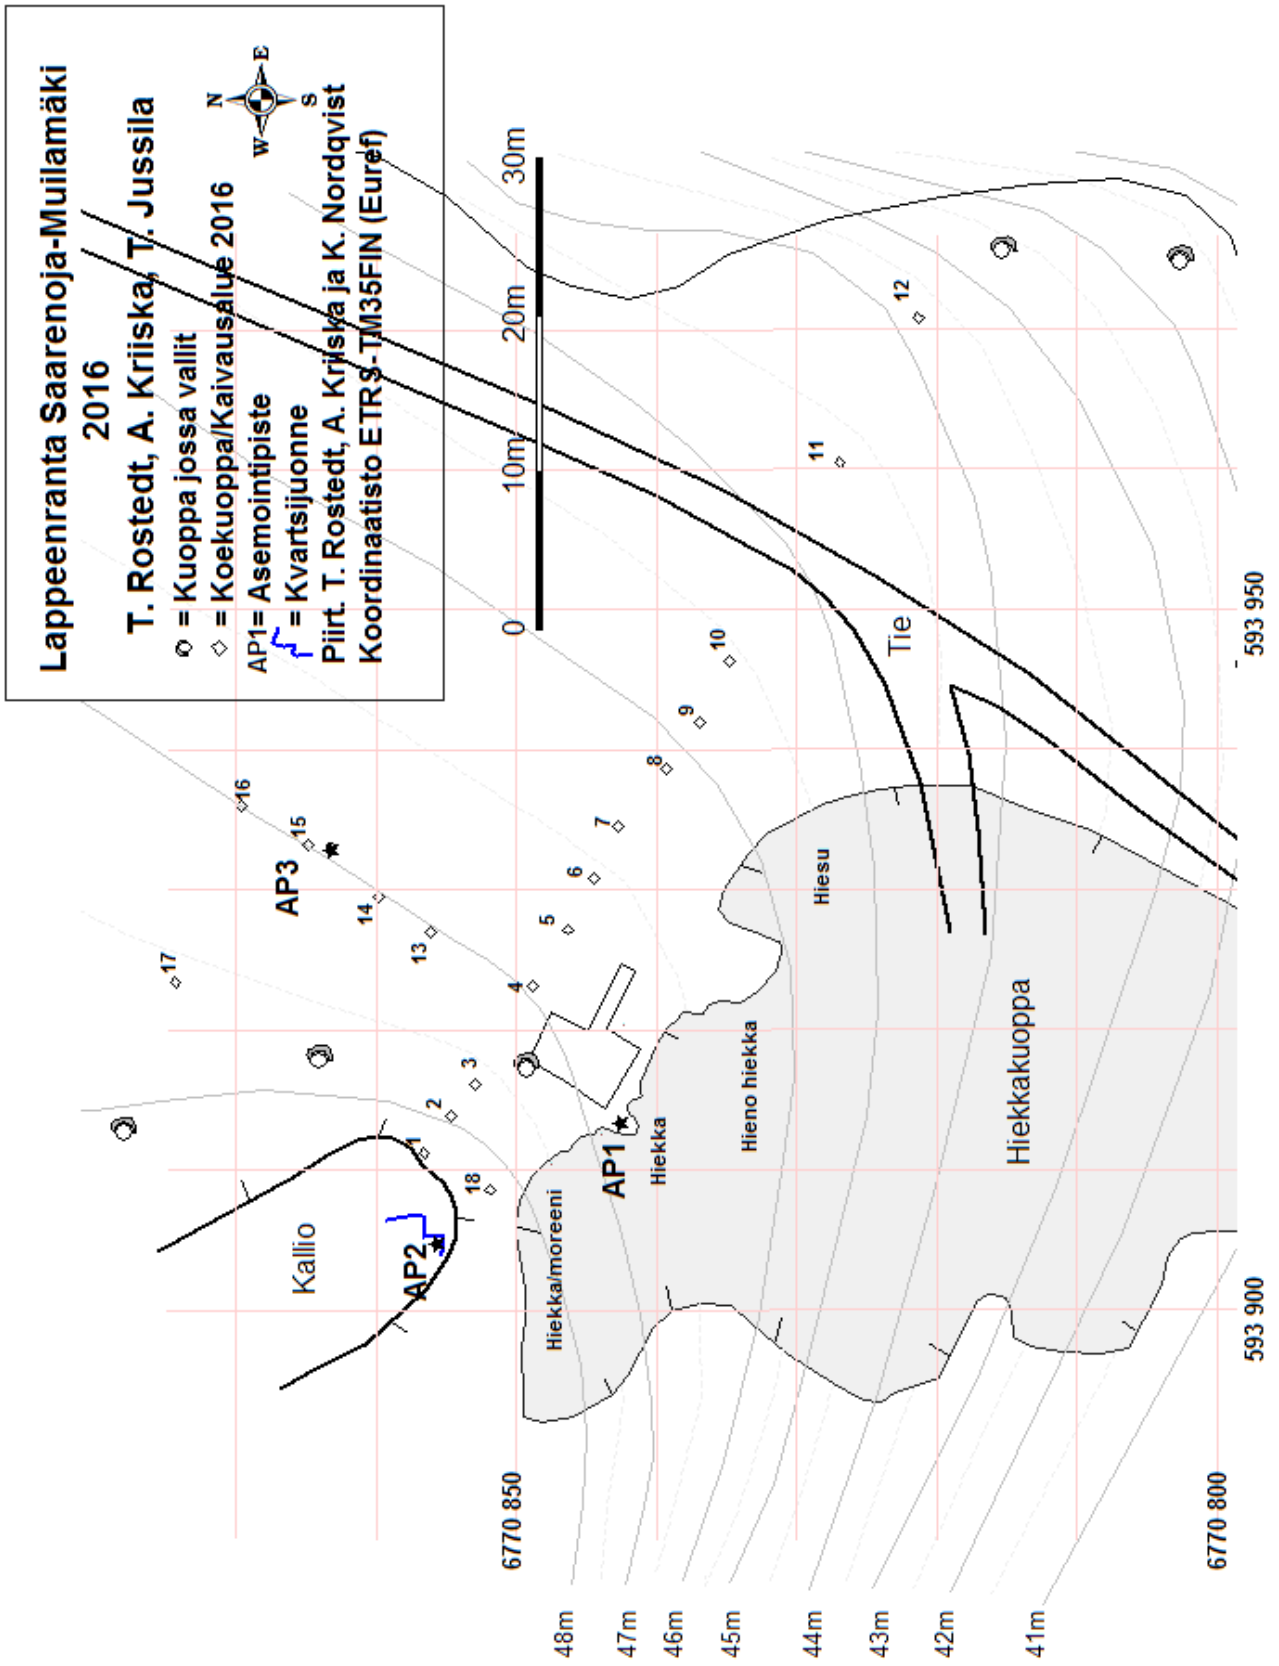 Lappeenranta Saarenoja-Muilamäki
2016
T. Rostedt, A. Kriiska, T. Jussila
= Kuoppa jossa vallit
= Koekuoppa/Kaivausalue 2016
AP1= Asemointipiste
= Kvartsijuonne
Piirt. T. Rostedt, A. Kriiska ja K. Nordqvist
Koordinaatisto ETRS-TM35FIN (Euref)
N
W
E
S
0
10m
20m
30m
17
16
15
AP3
14
13
Kallio
AP2
1
2
3
18
4
5
6
7
8
9
10
11
12
AP1
Hiekka/moreeni
Hiekka
Hieno hiekka
Hiesu
Tie
Hiekkakuoppa
6770 850
6770 800
593 900
593 950
48m
47m
46m
45m
44m
43m
42m
41m